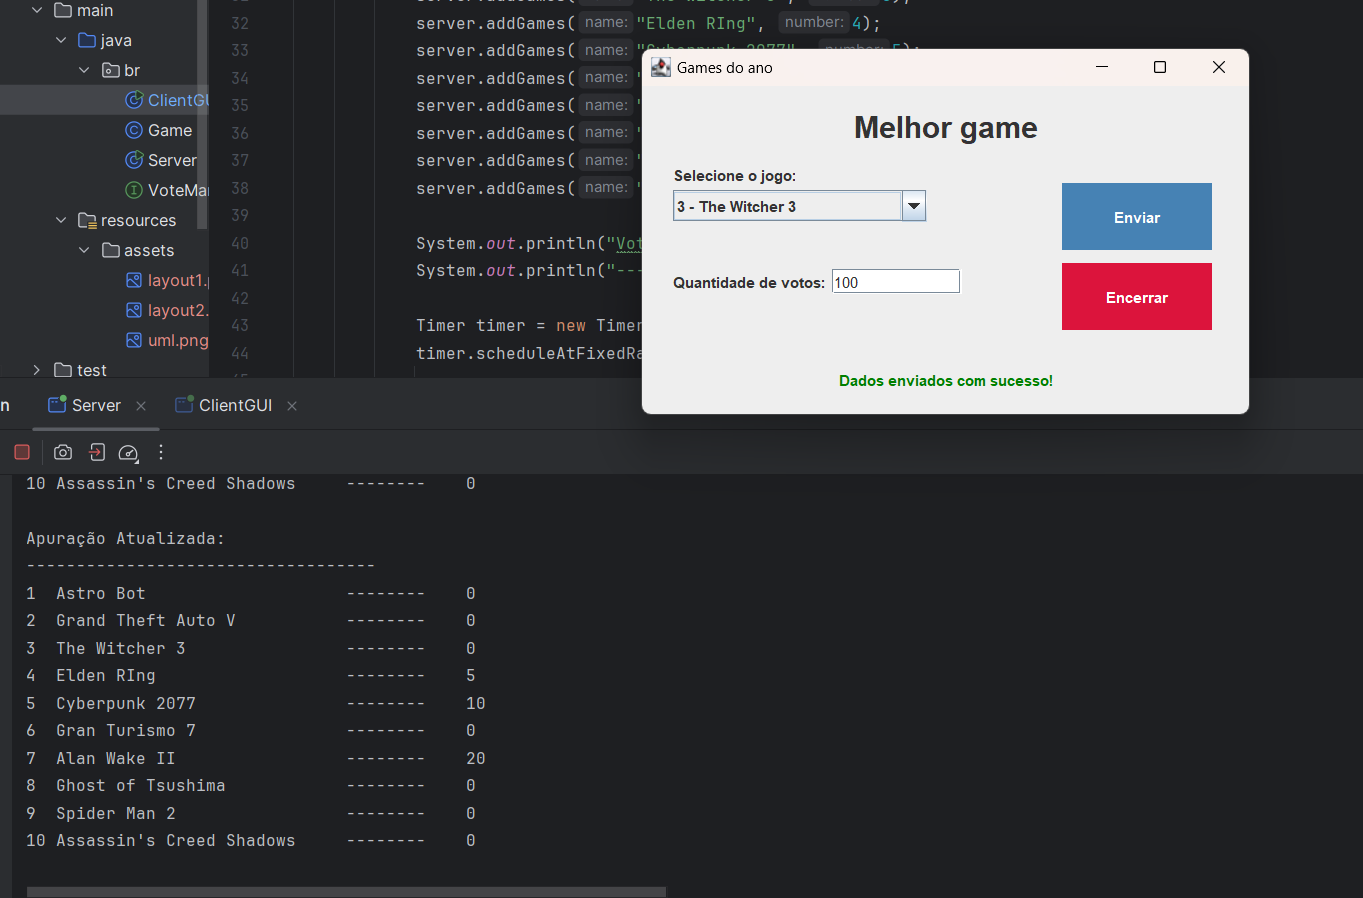 main
java
br
ClientGU
Game
Server
VoteMa
resources
assets
layout1.
layout2.
uml.png
test
32 server.addGames( name: "Elden RIng", number: 4);
33 server.addGames( name: "Cyberpunk 2077", number: 5);
34 server.addGames( name: "
35 server.addGames( name: "
36 server.addGames( name: "
37 server.addGames( name: "
38 server.addGames( name: "
39
40 System.out.println("Vot
41 System.out.println("---
42
43 Timer timer = new Timer
44 timer.scheduleAtFixedRa
Games do ano
Melhor game
Selecione o jogo:
3 - The Witcher 3
Enviar
Quantidade de votos: 100
Encerrar
Dados enviados com sucesso!
n Server ClientGUI
10 Assassin's Creed Shadows -------- 0
Apuração Atualizada:
-----------------------------------
1 Astro Bot -------- 0
2 Grand Theft Auto V -------- 0
3 The Witcher 3 -------- 0
4 Elden RIng -------- 5
5 Cyberpunk 2077 -------- 10
6 Gran Turismo 7 -------- 0
7 Alan Wake II -------- 20
8 Ghost of Tsushima -------- 0
9 Spider Man 2 -------- 0
10 Assassin's Creed Shadows -------- 0